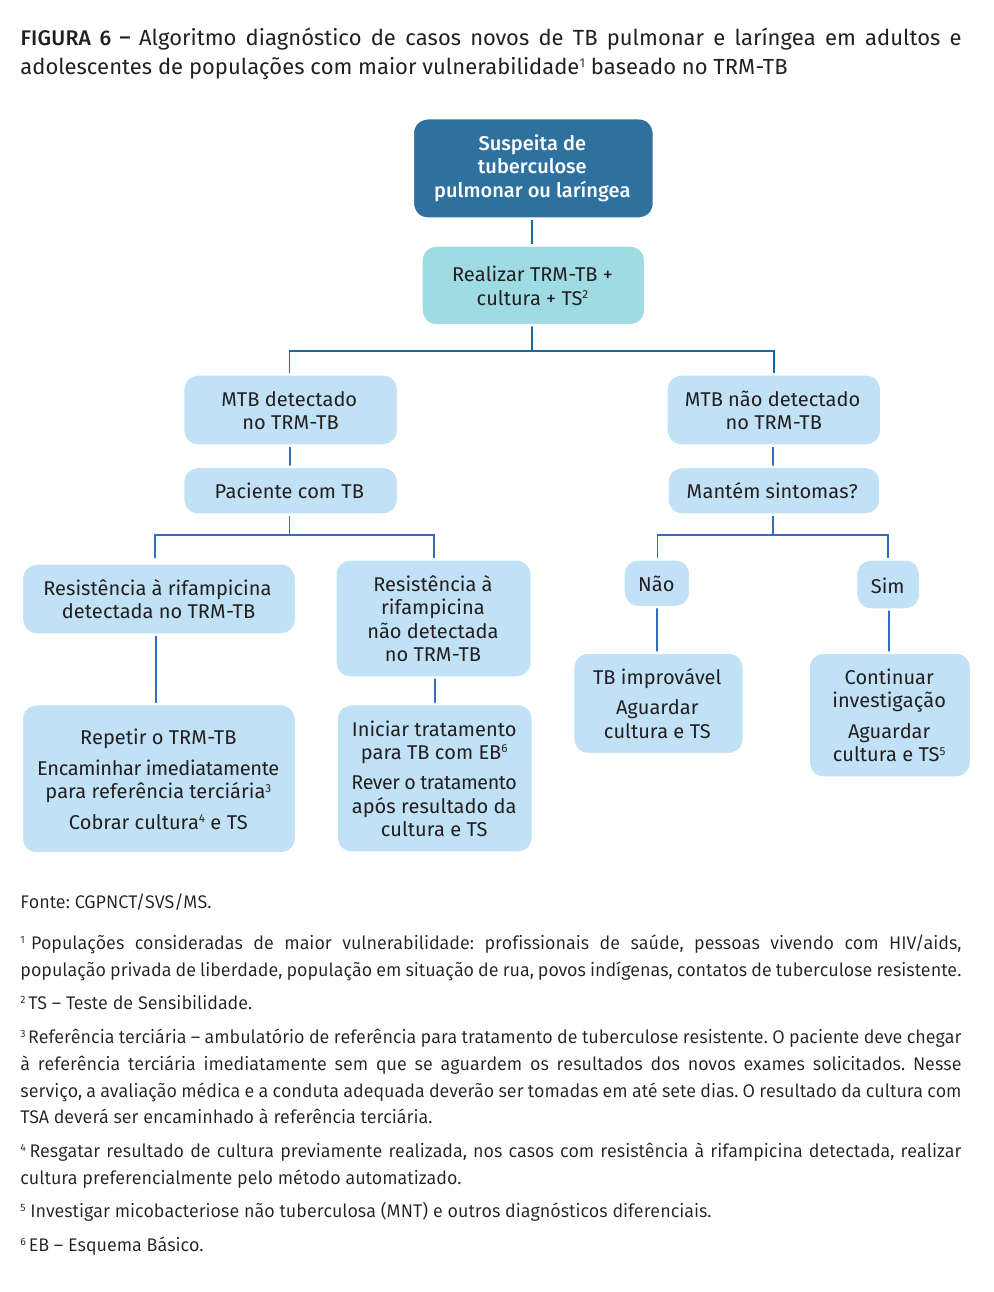 FIGURA 6 – Algoritmo diagnóstico de casos novos de TB pulmonar e laríngea em adultos e
adolescentes de populações com maior vulnerabilidade¹ baseado no TRM-TB
Suspeita de
tuberculose
pulmonar ou laríngea
Realizar TRM-TB +
cultura + TS²
MTB detectado
no TRM-TB
MTB não detectado
no TRM-TB
Paciente com TB
Mantém sintomas?
Resistência à rifampicina
detectada no TRM-TB
Resistência à
rifampicina
não detectada
no TRM-TB
Não
Sim
Repetir o TRM-TB
Encaminhar imediatamente
para referência terciária³
Cobrar cultura⁴ e TS
Iniciar tratamento
para TB com EB⁶
Rever o tratamento
após resultado da
cultura e TS
TB improvável
Aguardar
cultura e TS
Continuar
investigação
Aguardar
cultura e TS⁵
Fonte: CGPNCT/SVS/MS.
¹ Populações consideradas de maior vulnerabilidade: profissionais de saúde, pessoas vivendo com HIV/aids,
população privada de liberdade, população em situação de rua, povos indígenas, contatos de tuberculose resistente.
² TS – Teste de Sensibilidade.
³ Referência terciária – ambulatório de referência para tratamento de tuberculose resistente. O paciente deve chegar
à referência terciária imediatamente sem que se aguardem os resultados dos novos exames solicitados. Nesse
serviço, a avaliação médica e a conduta adequada deverão ser tomadas em até sete dias. O resultado da cultura com
TSA deverá ser encaminhado à referência terciária.
⁴ Resgatar resultado de cultura previamente realizada, nos casos com resistência à rifampicina detectada, realizar
cultura preferencialmente pelo método automatizado.
⁵ Investigar micobacteriose não tuberculosa (MNT) e outros diagnósticos diferenciais.
⁶ EB – Esquema Básico.